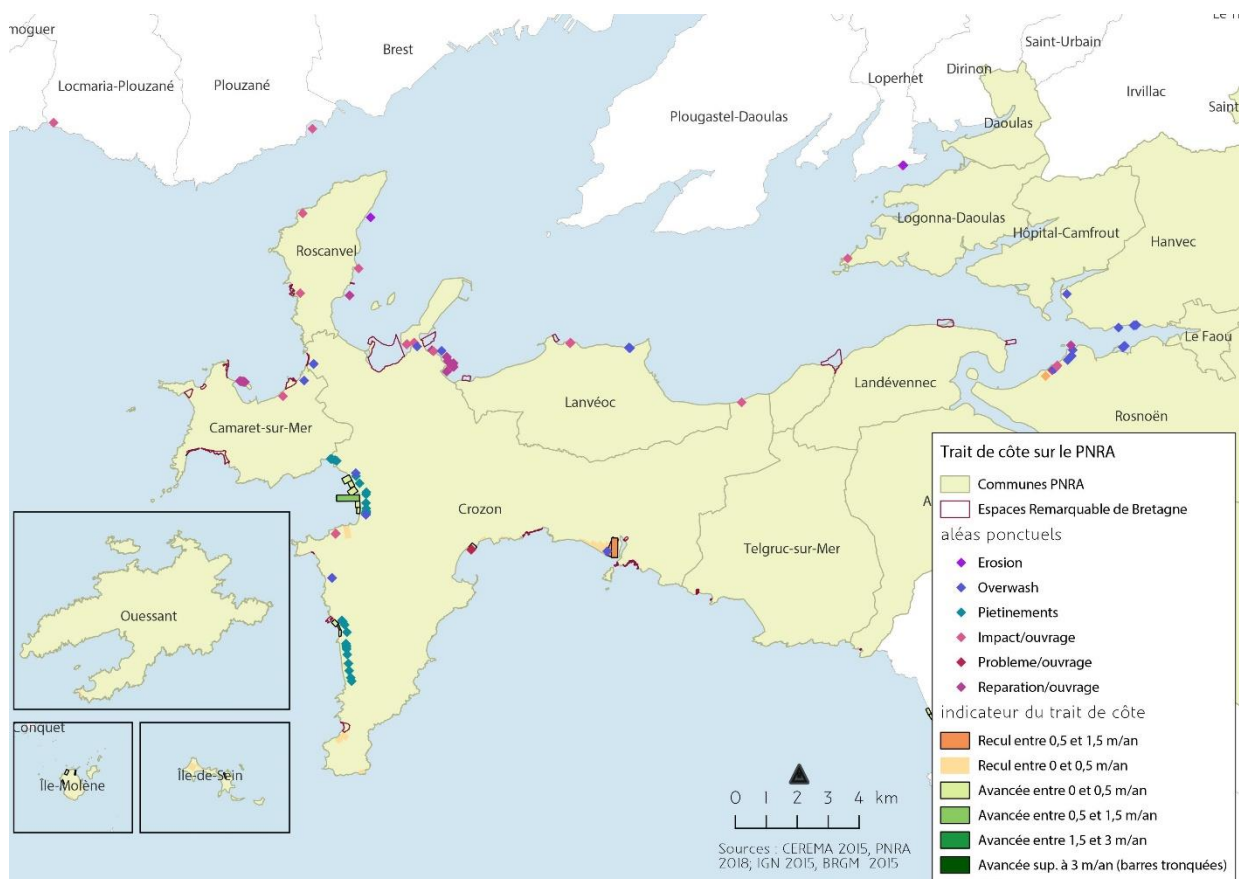 Le
Saint-Urbain
moguer
Brest
Dirinon
Loperhet
Locmaria-Plouzané
Plouzané
Irvillac
Saint
Plougastel-Daoulas
Daoulas
Logonna-Daoulas
Hôpital-Camfrout
Hanvec
Roscanvel
Le Faou
Landévennec
Lanvéoc
Rosnoën
Camaret-sur-Mer
Crozon
Telgruc-sur-Mer
A
Ouessant
Conquet
Île-Molène
Île-de-Sein
0 1 2 3 4 km
Sources : CEREMA 2015, PNRA
2018; IGN 2015, BRGM 2015
Trait de côte sur le PNRA
Communes PNRA
Espaces Remarquable de Bretagne
aléas ponctuels
Erosion
Overwash
Pietinements
Impact/ouvrage
Probleme/ouvrage
Reparation/ouvrage
indicateur du trait de côte
Recul entre 0,5 et 1,5 m/an
Recul entre 0 et 0,5 m/an
Avancée entre 0 et 0,5 m/an
Avancée entre 0,5 et 1,5 m/an
Avancée entre 1,5 et 3 m/an
Avancée sup. à 3 m/an (barres tronquées)